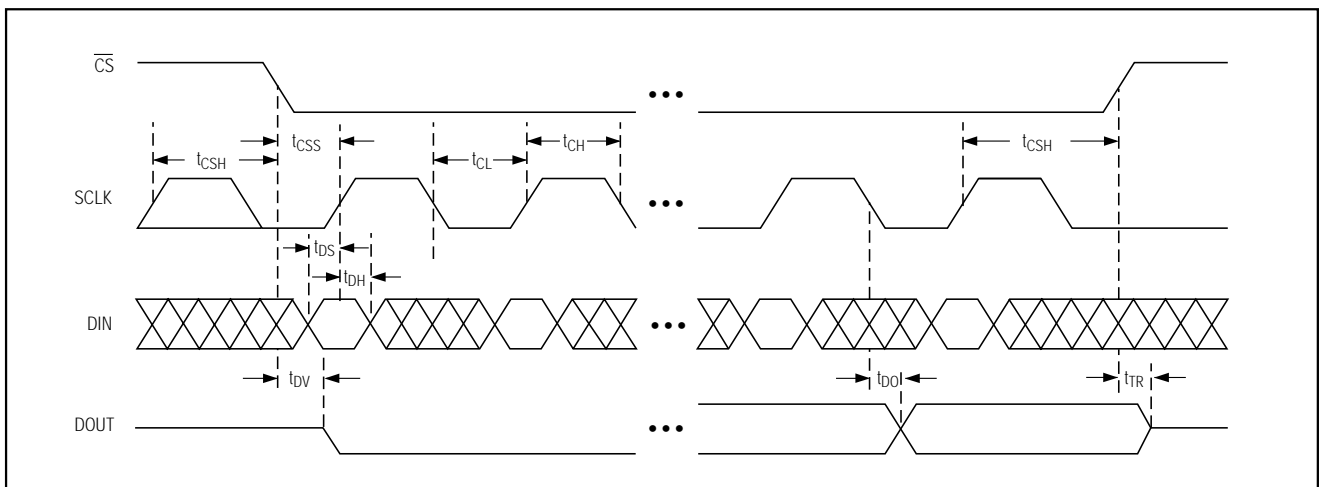 CS
•••
tCSS
tCSH
tCL
tCH
tCSH
SCLK
•••
tDS
tDH
DIN
•••
tDV
tDO
tTR
DOUT
•••